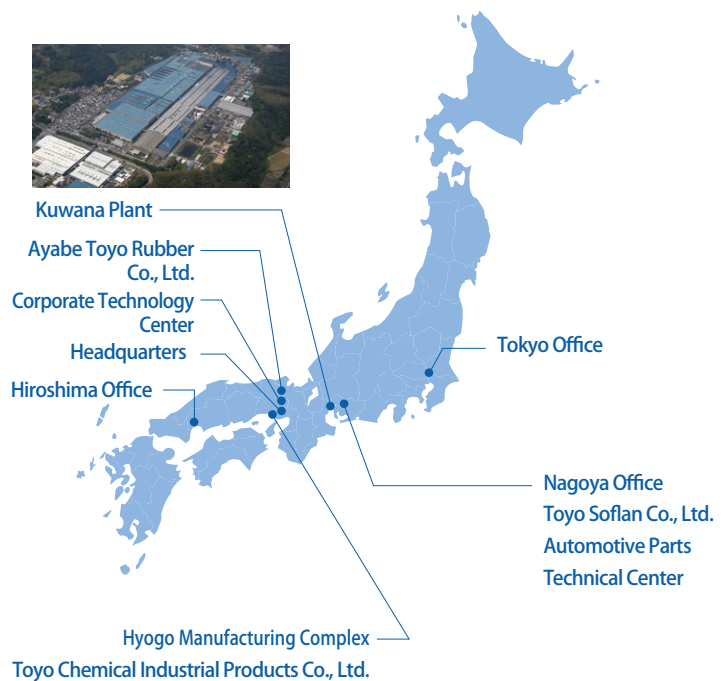 Kuwana Plant
Ayabe Toyo Rubber
Co., Ltd.
Corporate Technology
Center
Headquarters
Hiroshima Office
Tokyo Office
Nagoya Office
Toyo Soflan Co., Ltd.
Automotive Parts
Technical Center
Hyogo Manufacturing Complex
Toyo Chemical Industrial Products Co., Ltd.